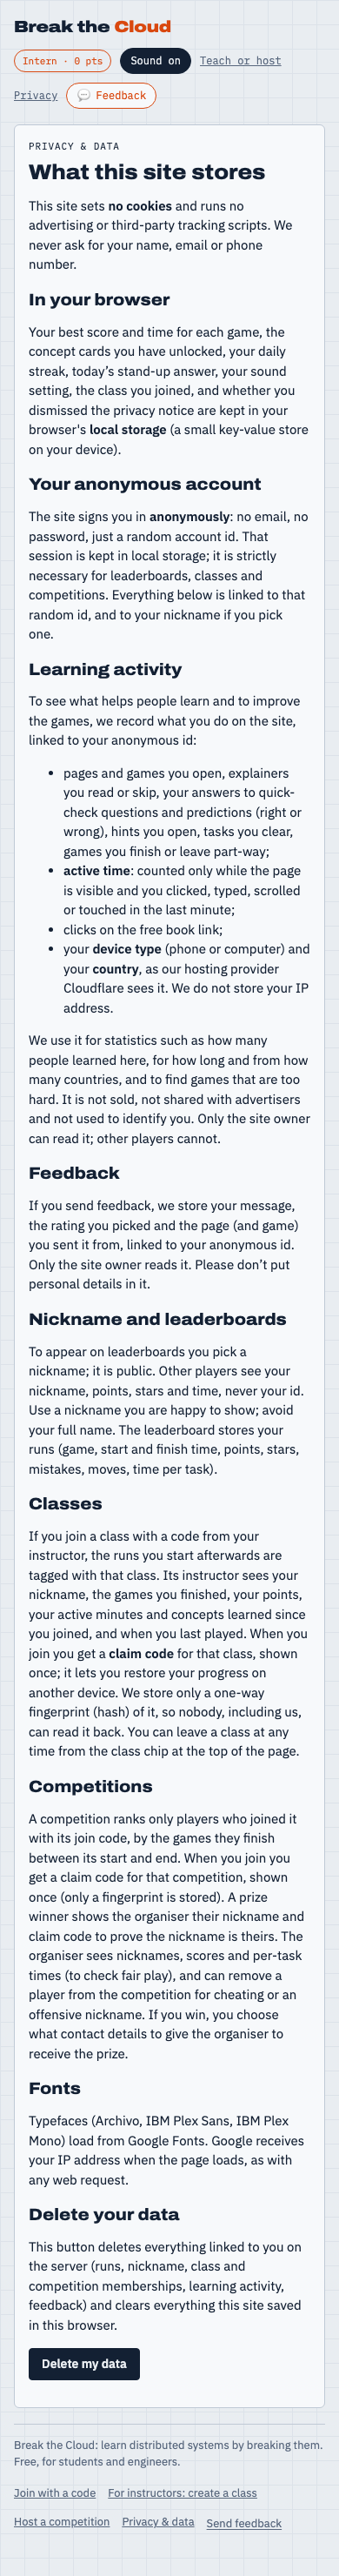 Break the Cloud
Intern · 0 pts
Sound on
Teach or host
Privacy
💬 Feedback
PRIVACY & DATA
What this site stores
This site sets no cookies and runs no
advertising or third-party tracking scripts. We
never ask for your name, email or phone
number.
In your browser
Your best score and time for each game, the
concept cards you have unlocked, your daily
streak, today’s stand-up answer, your sound
setting, the class you joined, and whether you
dismissed the privacy notice are kept in your
browser's local storage (a small key-value store
on your device).
Your anonymous account
The site signs you in anonymously: no email, no
password, just a random account id. That
session is kept in local storage; it is strictly
necessary for leaderboards, classes and
competitions. Everything below is linked to that
random id, and to your nickname if you pick
one.
Learning activity
To see what helps people learn and to improve
the games, we record what you do on the site,
linked to your anonymous id:
• pages and games you open, explainers
you read or skip, your answers to quick-
check questions and predictions (right or
wrong), hints you open, tasks you clear,
games you finish or leave part-way;
• active time: counted only while the page
is visible and you clicked, typed, scrolled
or touched in the last minute;
• clicks on the free book link;
• your device type (phone or computer) and
your country, as our hosting provider
Cloudflare sees it. We do not store your IP
address.
We use it for statistics such as how many
people learned here, for how long and from how
many countries, and to find games that are too
hard. It is not sold, not shared with advertisers
and not used to identify you. Only the site owner
can read it; other players cannot.
Feedback
If you send feedback, we store your message,
the rating you picked and the page (and game)
you sent it from, linked to your anonymous id.
Only the site owner reads it. Please don’t put
personal details in it.
Nickname and leaderboards
To appear on leaderboards you pick a
nickname; it is public. Other players see your
nickname, points, stars and time, never your id.
Use a nickname you are happy to show; avoid
your full name. The leaderboard stores your
runs (game, start and finish time, points, stars,
mistakes, moves, time per task).
Classes
If you join a class with a code from your
instructor, the runs you start afterwards are
tagged with that class. Its instructor sees your
nickname, the games you finished, your points,
your active minutes and concepts learned since
you joined, and when you last played. When you
join you get a claim code for that class, shown
once; it lets you restore your progress on
another device. We store only a one-way
fingerprint (hash) of it, so nobody, including us,
can read it back. You can leave a class at any
time from the class chip at the top of the page.
Competitions
A competition ranks only players who joined it
with its join code, by the games they finish
between its start and end. When you join you
get a claim code for that competition, shown
once (only a fingerprint is stored). A prize
winner shows the organiser their nickname and
claim code to prove the nickname is theirs. The
organiser sees nicknames, scores and per-task
times (to check fair play), and can remove a
player from the competition for cheating or an
offensive nickname. If you win, you choose
what contact details to give the organiser to
receive the prize.
Fonts
Typefaces (Archivo, IBM Plex Sans, IBM Plex
Mono) load from Google Fonts. Google receives
your IP address when the page loads, as with
any web request.
Delete your data
This button deletes everything linked to you on
the server (runs, nickname, class and
competition memberships, learning activity,
feedback) and clears everything this site saved
in this browser.
Delete my data
Break the Cloud: learn distributed systems by breaking them.
Free, for students and engineers.
Join with a code
For instructors: create a class
Host a competition
Privacy & data
Send feedback